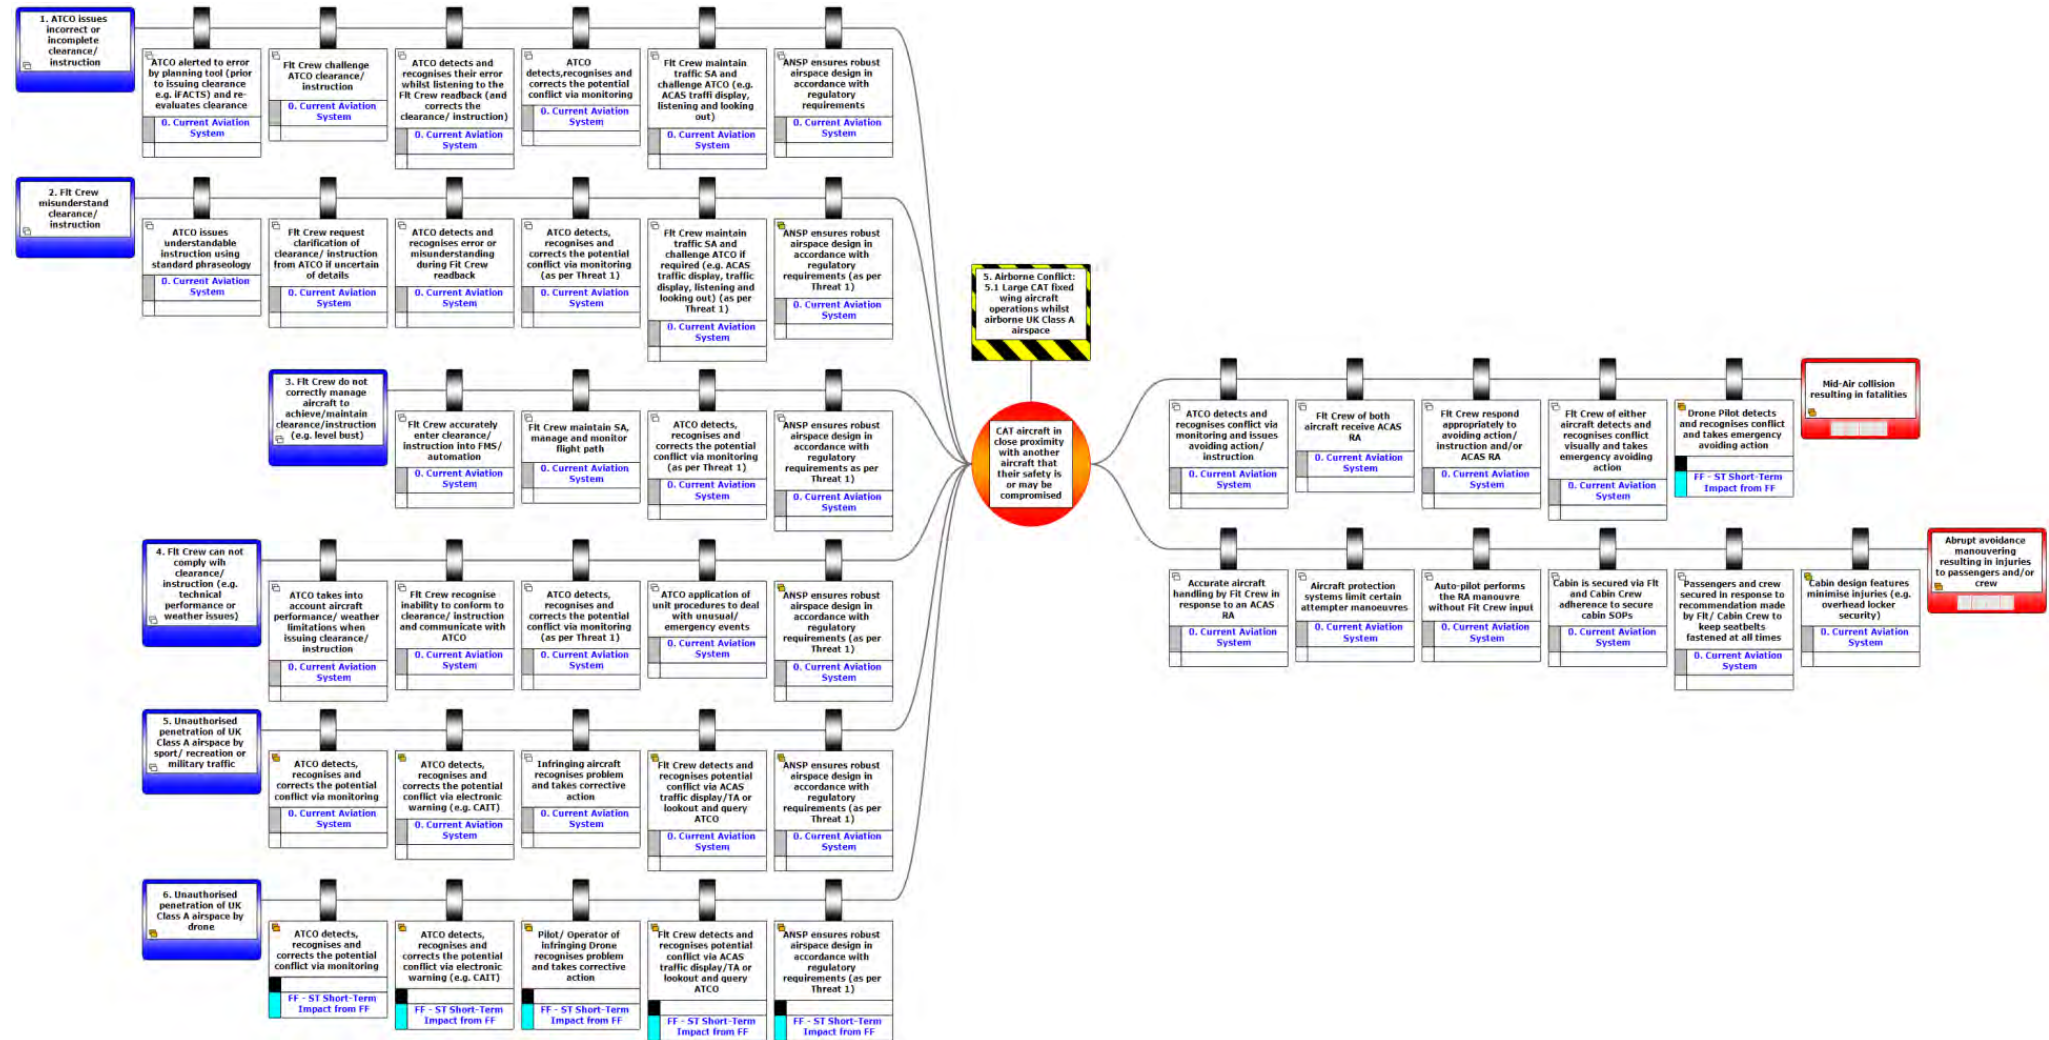 1. ATCO issues
incorrect or
incomplete
clearance/
instruction
ATCO alerted to error
by planning tool (prior
to issuing clearance
e.g. iFACTS) and re-
evaluates clearance
0. Current Aviation
System
Flt Crew challenge
ATCO clearance/
instruction
0. Current Aviation
System
ATCO detects and
recognises their error
whilst listening to the
Flt Crew readback (and
corrects the
clearance/ instruction)
0. Current Aviation
System
ATCO
detects,recognises and
corrects the potential
conflict via monitoring
0. Current Aviation
System
Flt Crew maintain
traffic SA and
challenge ATCO (e.g.
ACAS traffi display,
listening and looking
out)
0. Current Aviation
System
ANSP ensures robust
airspace design in
accordance with
regulatory
requirements
0. Current Aviation
System
2. Flt Crew
misunderstand
clearance/
instruction
ATCO issues
understandable
instruction using
standard phraseology
0. Current Aviation
System
Flt Crew request
clarification of
clearance/ instruction
from ATCO if uncertain
of details
0. Current Aviation
System
ATCO detects and
recognises error or
misunderstanding
during Flt Crew
readback
0. Current Aviation
System
ATCO detects,
recognises and
corrects the potential
conflict via monitoring
(as per Threat 1)
0. Current Aviation
System
Flt Crew maintain
traffic SA and
challenge ATCO if
required (e.g. ACAS
traffic display, traffic
display, listening and
looking out) (as per
Threat 1)
0. Current Aviation
System
ANSP ensures robust
airspace design in
accordance with
regulatory
requirements (as per
Threat 1)
0. Current Aviation
System
3. Flt Crew do not
correctly manage
aircraft to
achieve/maintain
clearance/instruction
(e.g. level bust)
Flt Crew accurately
enter clearance/
instruction into FMS/
automation
0. Current Aviation
System
Flt Crew maintain SA,
manage and monitor
flight path
0. Current Aviation
System
ATCO detects,
recognises and
corrects the potential
conflict via monitoring
(as per Threat 1)
0. Current Aviation
System
ANSP ensures robust
airspace design in
accordance with
regulatory
requirements as per
Threat 1)
0. Current Aviation
System
4. Flt Crew can not
comply wih
clearance/
instruction (e.g.
technical
performance or
weather issues)
ATCO takes into
account aircraft
performance/ weather
limitations when
issuing clearance/
instruction
0. Current Aviation
System
Flt Crew recognise
inability to conform to
clearance/ instruction
and communicate with
ATCO
0. Current Aviation
System
ATCO detects,
recognises and
corrects the potential
conflict via monitoring
(as per Threat 1)
0. Current Aviation
System
ATCO application of
unit procedures to deal
with unusual/
emergency events
0. Current Aviation
System
ANSP ensures robust
airspace design in
accordance with
regulatory
requirements (as per
Threat 1)
0. Current Aviation
System
5. Unauthorised
penetration of UK
Class A airspace by
sport/ recreation or
military traffic
ATCO detects,
recognises and
corrects the potential
conflict via monitoring
0. Current Aviation
System
ATCO detects,
recognises and
corrects the potential
conflict via electronic
warning (e.g. CAIT)
0. Current Aviation
System
Infringing aircraft
recognises problem
and takes corrective
action
0. Current Aviation
System
Flt Crew detects and
recognises potential
conflict via ACAS
traffic display/TA or
lookout and query
ATCO
0. Current Aviation
System
ANSP ensures robust
airspace design in
accordance with
regulatory
requirements (as per
Threat 1)
0. Current Aviation
System
6. Unauthorised
penetration of UK
Class A airspace by
drone
ATCO detects,
recognises and
corrects the potential
conflict via monitoring
FF - ST Short-Term
Impact from FF
ATCO detects,
recognises and
corrects the potential
conflict via electronic
warning (e.g. CAIT)
FF - ST Short-Term
Impact from FF
Pilot/ Operator of
infringing Drone
recognises problem
and takes corrective
action
FF - ST Short-Term
Impact from FF
Flt Crew detects and
recognises potential
conflict via ACAS
traffic display/TA or
lookout and query
ATCO
FF - ST Short-Term
Impact from FF
ANSP ensures robust
airspace design in
accordance with
regulatory
requirements (as per
Threat 1)
FF - ST Short-Term
Impact from FF
5. Airborne Conflict:
5.1 Large CAT fixed
wing aircraft
operations whilst
airborne UK Class A
airspace
CAT aircraft in
close proximity
with another
aircraft that
their safety is
or may be
compromised
ATCO detects and
recognises conflict via
monitoring and issues
avoiding action/
instruction
0. Current Aviation
System
Flt Crew of both
aircraft receive ACAS
RA
0. Current Aviation
System
Flt Crew respond
appropriately to
avoiding action/
instruction and/or
ACAS RA
0. Current Aviation
System
Flt Crew of either
aircraft detects and
recognises conflict
visually and takes
emergency avoiding
action
0. Current Aviation
System
Drone Pilot detects
and recognises conflict
and takes emergency
avoiding action
FF - ST Short-Term
Impact from FF
Mid-Air collision
resulting in fatalities
Accurate aircraft
handling by Flt Crew in
response to an ACAS
RA
0. Current Aviation
System
Aircraft protection
systems limit certain
attempter manoeuvres
0. Current Aviation
System
Auto-pilot performs
the RA manouvre
without Flt Crew input
0. Current Aviation
System
Cabin is secured via Flt
and Cabin Crew
adherence to secure
cabin SOPs
0. Current Aviation
System
Passengers and crew
secured in response to
recommendation made
by Flt/ Cabin Crew to
keep seatbelts
fastened at all times
0. Current Aviation
System
Cabin design features
minimise injuries (e.g.
overhead locker
security)
0. Current Aviation
System
Abrupt avoidance
manouvering
resulting in injuries
to passengers and/or
crew